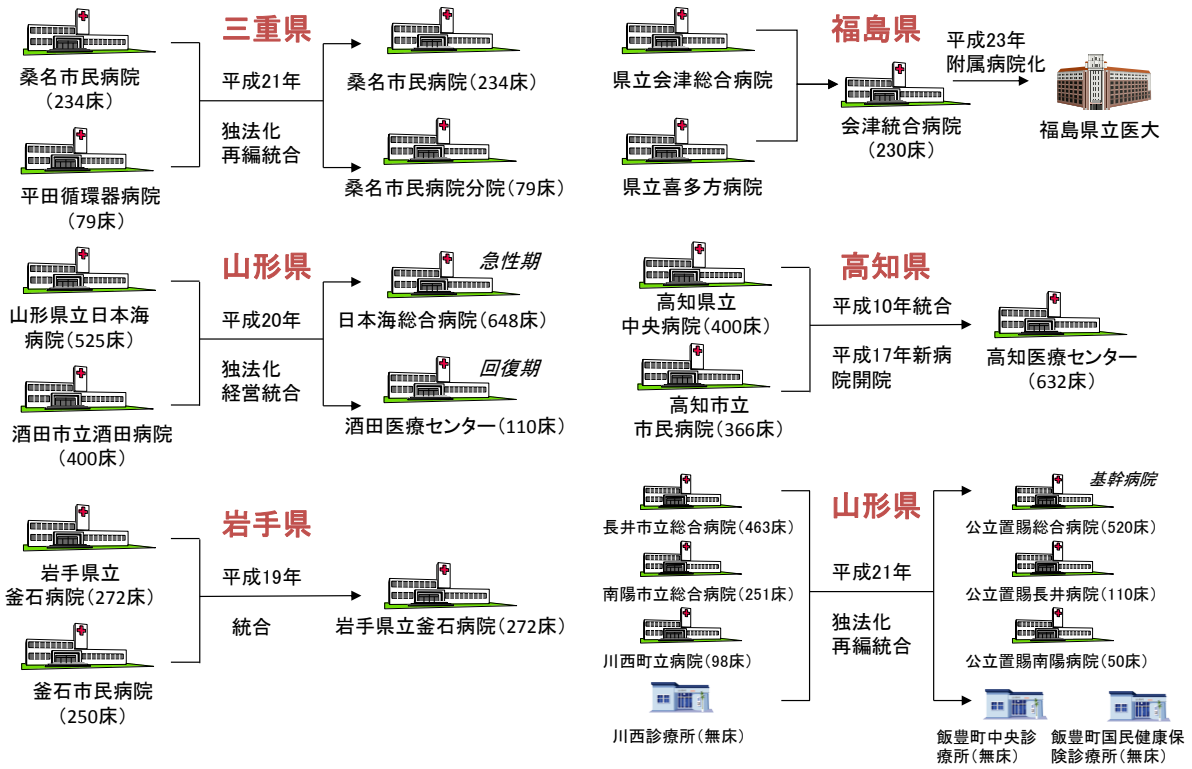 三重県
桑名市民病院
(234床)
平成21年
独法化
再編統合
平田循環器病院
(79床)
桑名市民病院(234床)
桑名市民病院分院(79床)
福島県
県立会津総合病院
県立喜多方病院
会津統合病院
(230床)
平成23年
附属病院化
福島県立医大
山形県
山形県立日本海
病院(525床)
平成20年
独法化
経営統合
酒田市立酒田病院
(400床)
急性期
日本海総合病院(648床)
回復期
酒田医療センター(110床)
高知県
高知県立
中央病院(400床)
高知市立
市民病院(366床)
平成10年統合
平成17年新病
院開院
高知医療センター
(632床)
岩手県
岩手県立
釜石病院(272床)
平成19年
統合
釜石市民病院
(250床)
岩手県立釜石病院(272床)
山形県
長井市立総合病院(463床)
南陽市立総合病院(251床)
川西町立病院(98床)
川西診療所(無床)
平成21年
独法化
再編統合
基幹病院
公立置賜総合病院(520床)
公立置賜長井病院(110床)
公立置賜南陽病院(50床)
飯豊町中央診
療所(無床)
飯豊町国民健康保
険診療所(無床)